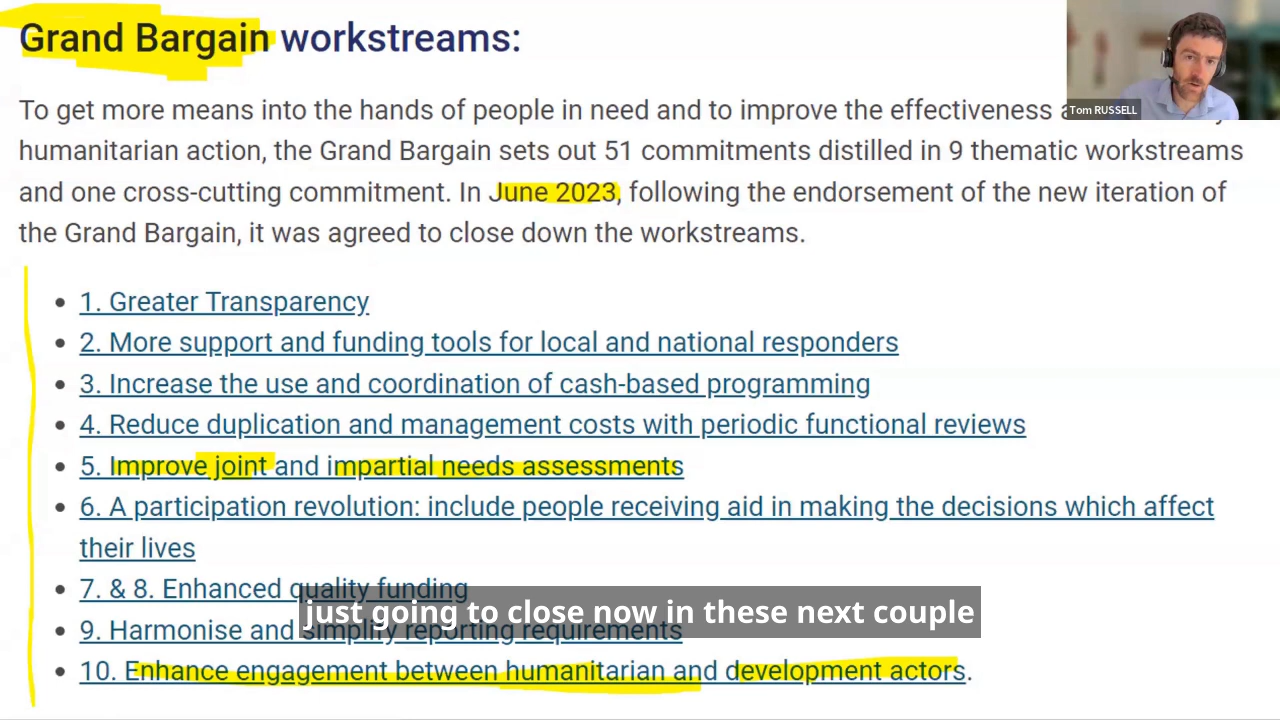 Grand Bargain workstreams:
Tom RUSSELL
To get more means into the hands of people in need and to improve the effectiveness
humanitarian action, the Grand Bargain sets out 51 commitments distilled in 9 thematic workstreams
and one cross-cutting commitment. In June 2023, following the endorsement of the new iteration of
the Grand Bargain, it was agreed to close down the workstreams.
• 1. Greater Transparency
• 2. More support and funding tools for local and national responders
• 3. Increase the use and coordination of cash-based programming
• 4. Reduce duplication and management costs with periodic functional reviews
• 5. Improve joint and impartial needs assessments
• 6. A participation revolution: include people receiving aid in making the decisions which affect
their lives
• 7. & 8. Enhanced quality funding
just going to close now in these next couple
• 9. Harmonise and simplify reporting requirements
• 10. Enhance engagement between humanitarian and development actors.